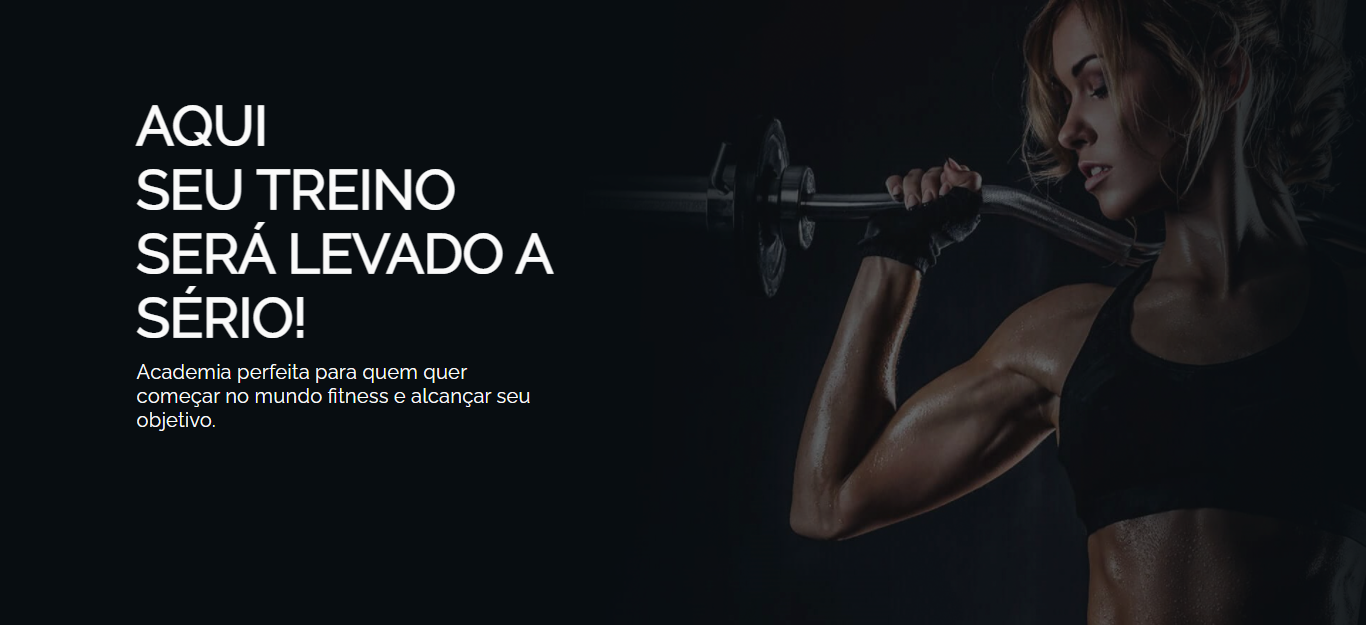 AQUI
SEU TREINO
SERÁ LEVADO A
SÉRIO!
Academia perfeita para quem quer
começar no mundo fitness e alcançar seu
objetivo.